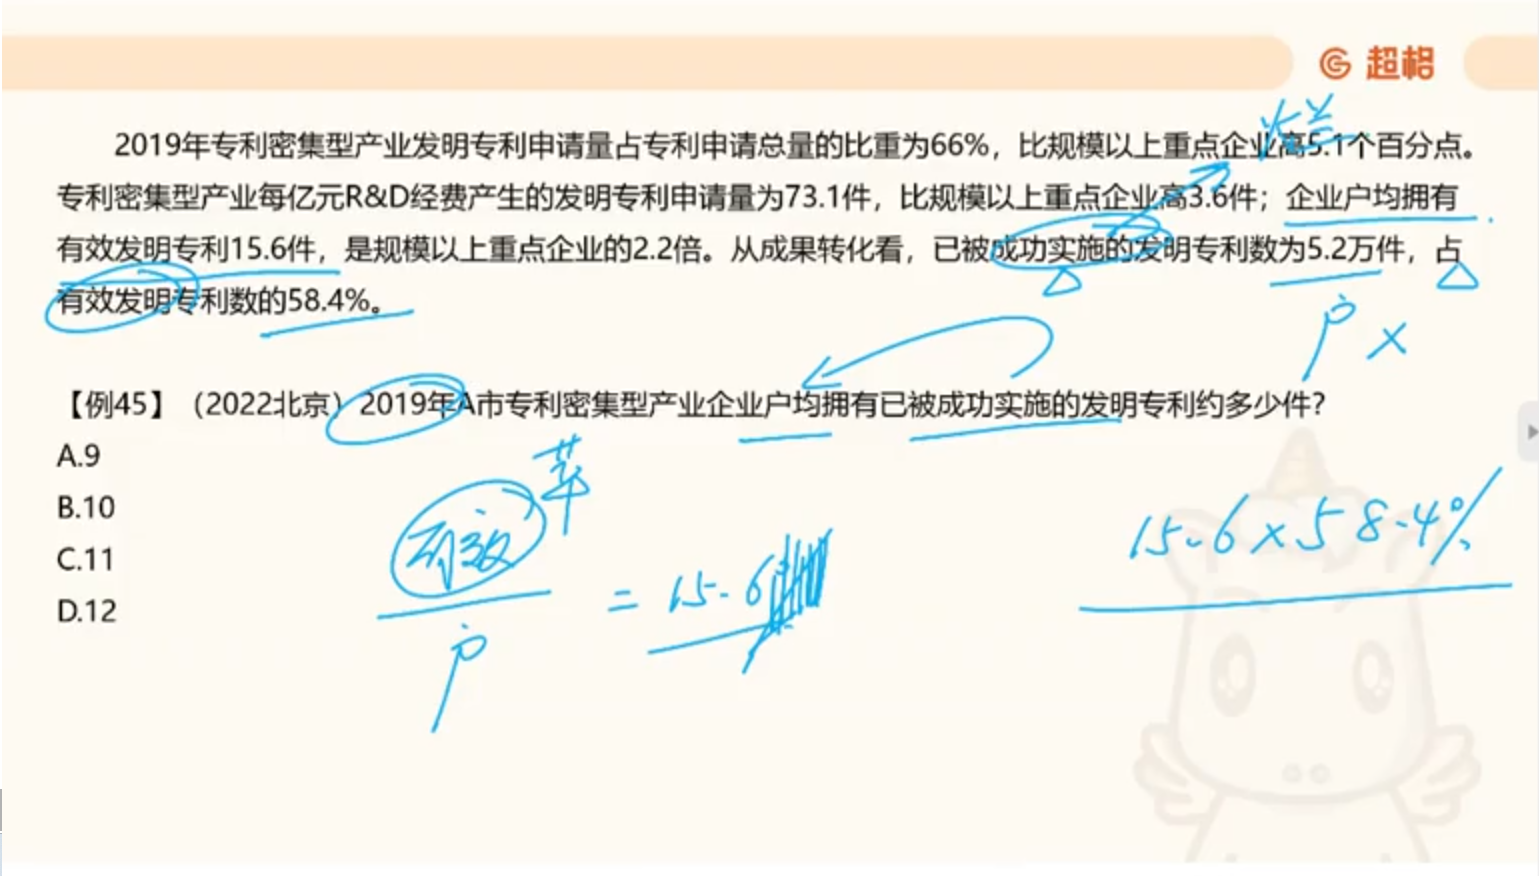 超格
2019年专利密集型产业发明专利申请量占专利申请总量的比重为66%，比规模以上重点企业高5.1个百分点。
专利密集型产业每亿元R&D经费产生的发明专利申请量为73.1件，比规模以上重点企业高3.6件；企业户均拥有
有效发明专利15.6件，是规模以上重点企业的2.2倍。从成果转化看，已被成功实施的发明专利数为5.2万件，占
有效发明专利数的58.4%。
户 ×
【例45】（2022北京）2019年A市专利密集型产业企业户均拥有已被成功实施的发明专利约多少件？
A.9
B.10
C.11
D.12
苹
有效
户
= 15.6
15.6×58.4%